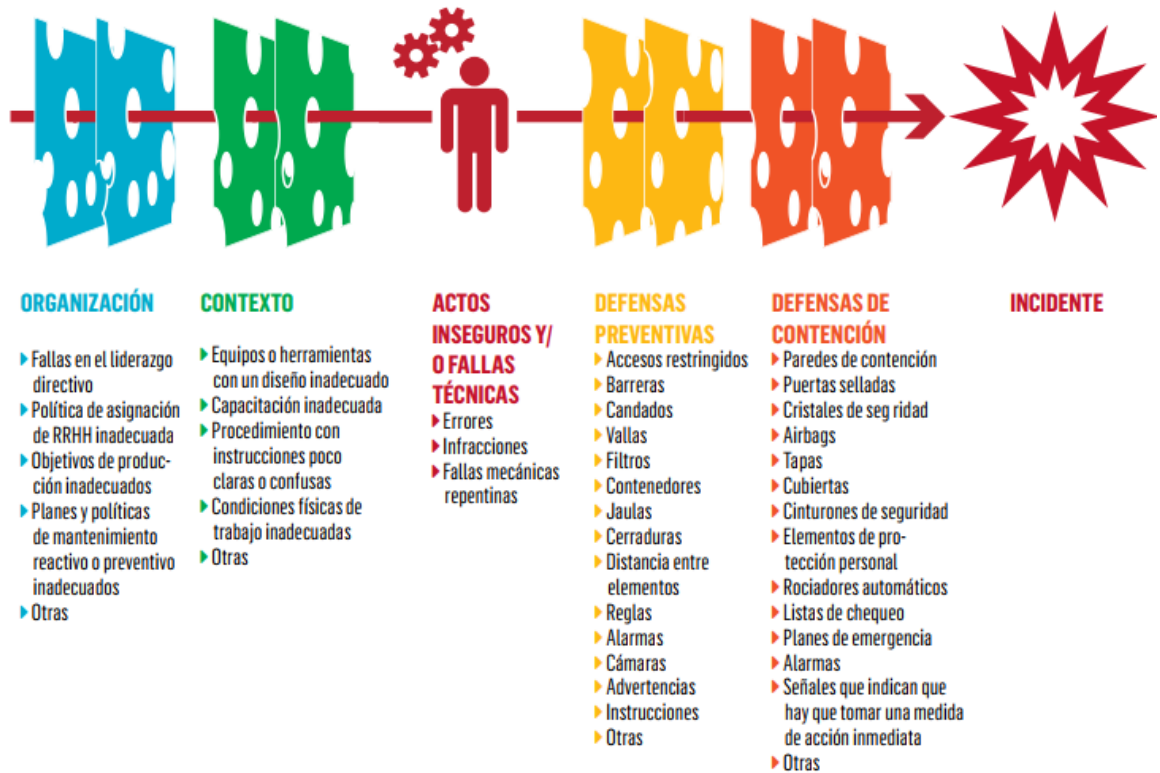 ORGANIZACIÓN
▶ Fallas en el liderazgo
directivo
▶ Política de asignación
de RRHH inadecuada
▶ Objetivos de produc-
ción inadecuados
▶ Planes y políticas
de mantenimiento
reactivo o preventivo
inadecuados
▶ Otras
CONTEXTO
▶ Equipos o herramientas
con un diseño inadecuado
▶ Capacitación inadecuada
▶ Procedimiento con
instrucciones poco
claras o confusas
▶ Condiciones físicas de
trabajo inadecuadas
▶ Otras
ACTOS
INSEGUROS Y/
O FALLAS
TÉCNICAS
▶ Errores
▶ Infracciones
▶ Fallas mecánicas
repentinas
DEFENSAS
PREVENTIVAS
▶ Accesos restringidos
▶ Barreras
▶ Candados
▶ Vallas
▶ Filtros
▶ Contenedores
▶ Jaulas
▶ Cerraduras
▶ Distancia entre
elementos
▶ Reglas
▶ Alarmas
▶ Cámaras
▶ Advertencias
▶ Instrucciones
▶ Otras
DEFENSAS DE
CONTENCIÓN
▶ Paredes de contención
▶ Puertas selladas
▶ Cristales de seg ridad
▶ Airbags
▶ Tapas
▶ Cubiertas
▶ Cinturones de seguridad
▶ Elementos de pro-
tección personal
▶ Rociadores automáticos
▶ Listas de chequeo
▶ Planes de emergencia
▶ Alarmas
▶ Señales que indican que
hay que tomar una medida
de acción inmediata
▶ Otras
INCIDENTE